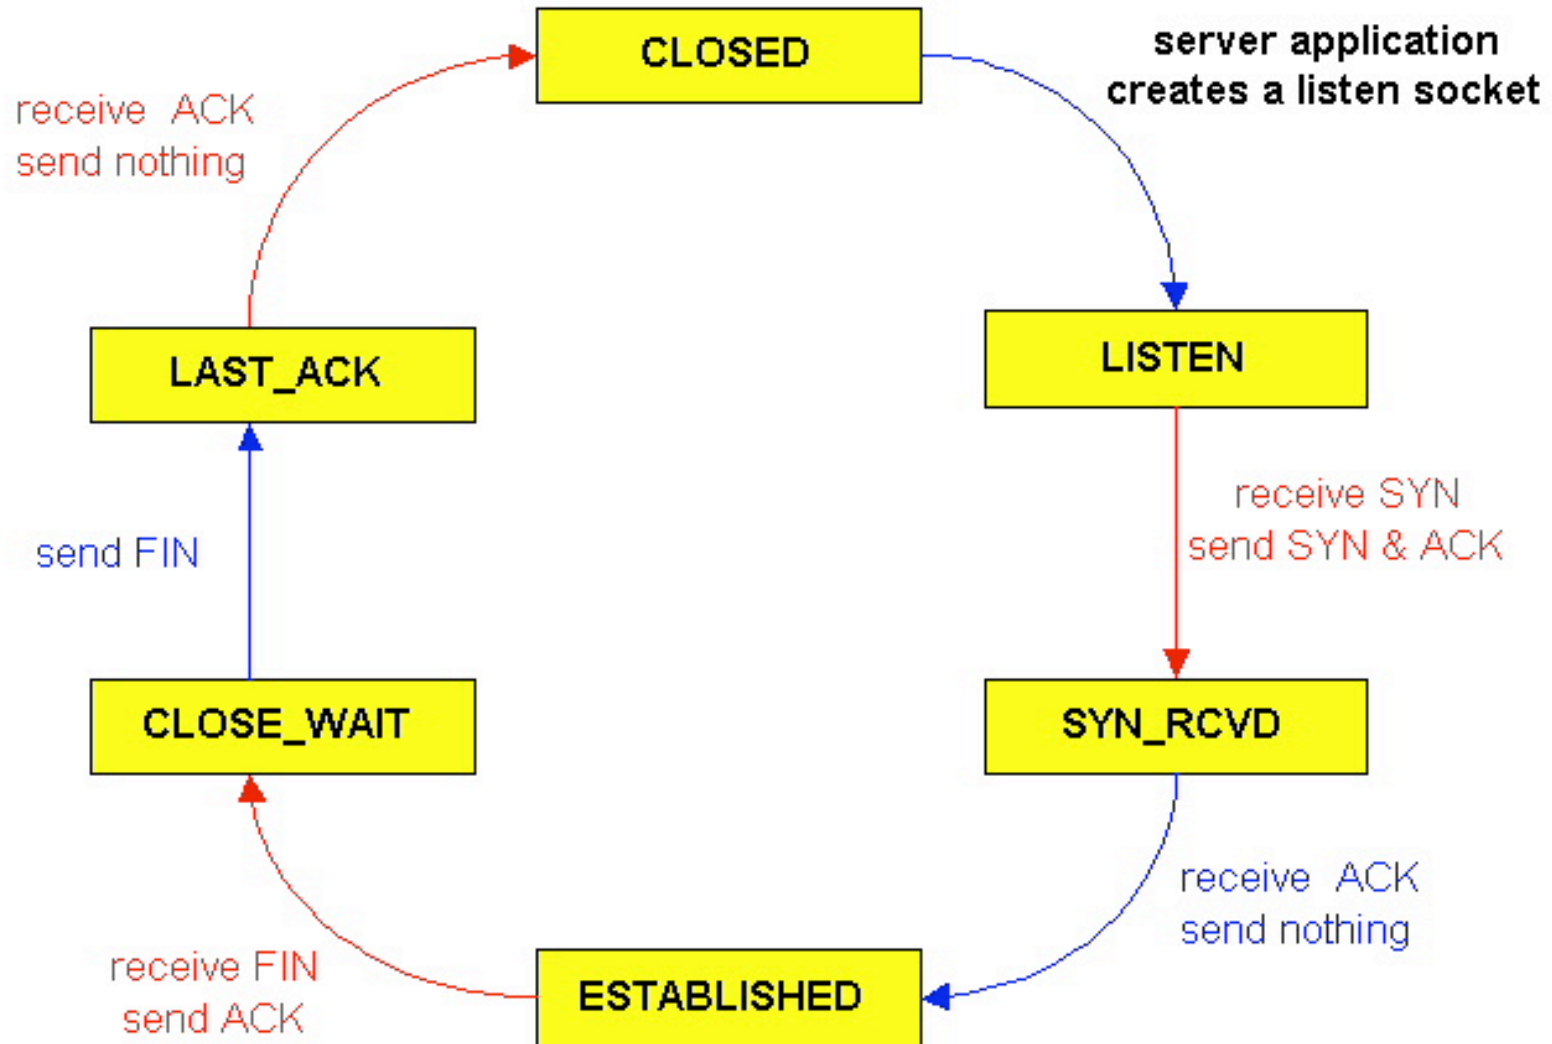 CLOSED
server application
creates a listen socket
receive ACK
send nothing
LAST_ACK
LISTEN
receive SYN
send SYN & ACK
send FIN
CLOSE_WAIT
SYN_RCVD
receive ACK
send nothing
receive FIN
send ACK
ESTABLISHED